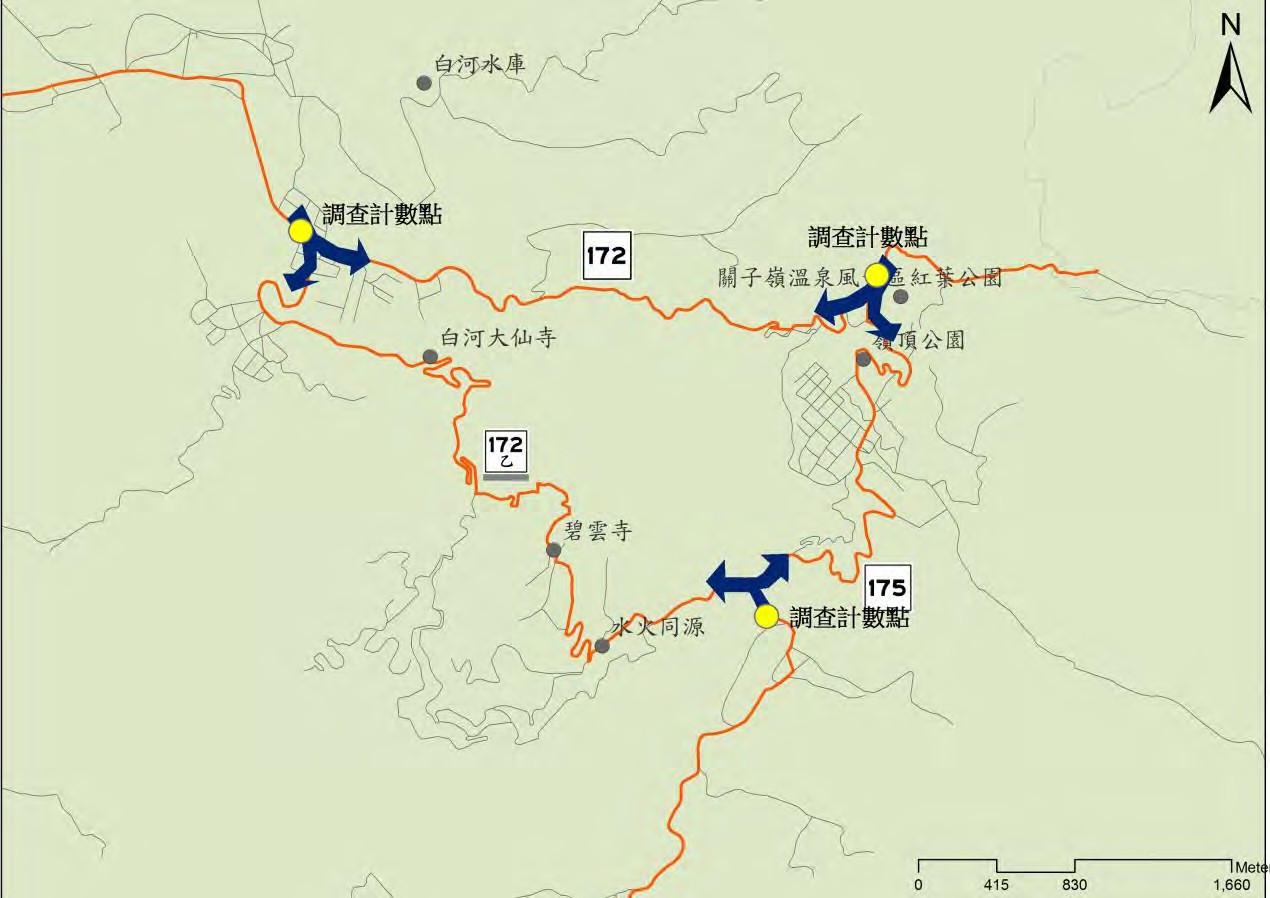 N
白河水庫
調查計數點
調查計數點
172
關子嶺溫泉風 區紅葉公園
白河大仙寺
嶺頂公園
172
乙
碧雲寺
175
調查計數點
水火同源
Mete
0 415 830 1,660